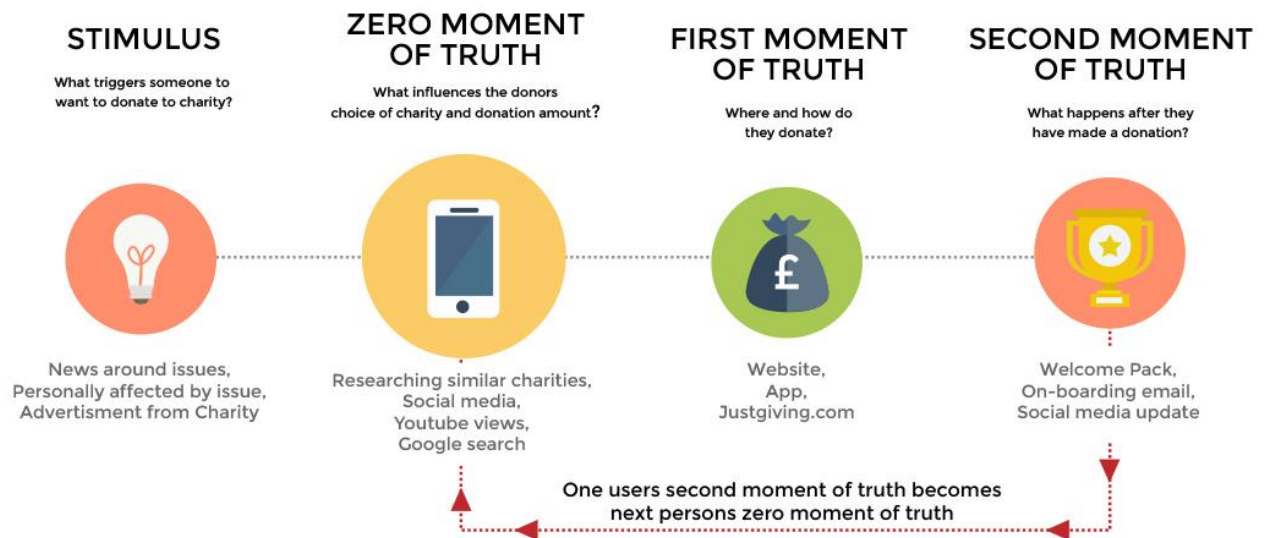 STIMULUS
What triggers someone to
want to donate to charity?
News around issues,
Personally affected by issue,
Advertisment from Charity
ZERO MOMENT
OF TRUTH
What influences the donors
choice of charity and donation amount?
Researching similar charities,
Social media,
Youtube views,
Google search
FIRST MOMENT
OF TRUTH
Where and how do
they donate?
£
Website,
App,
Justgiving.com
SECOND MOMENT
OF TRUTH
What happens after they
have made a donation?
Welcome Pack,
On-boarding email,
Social media update
One users second moment of truth becomes
next persons zero moment of truth